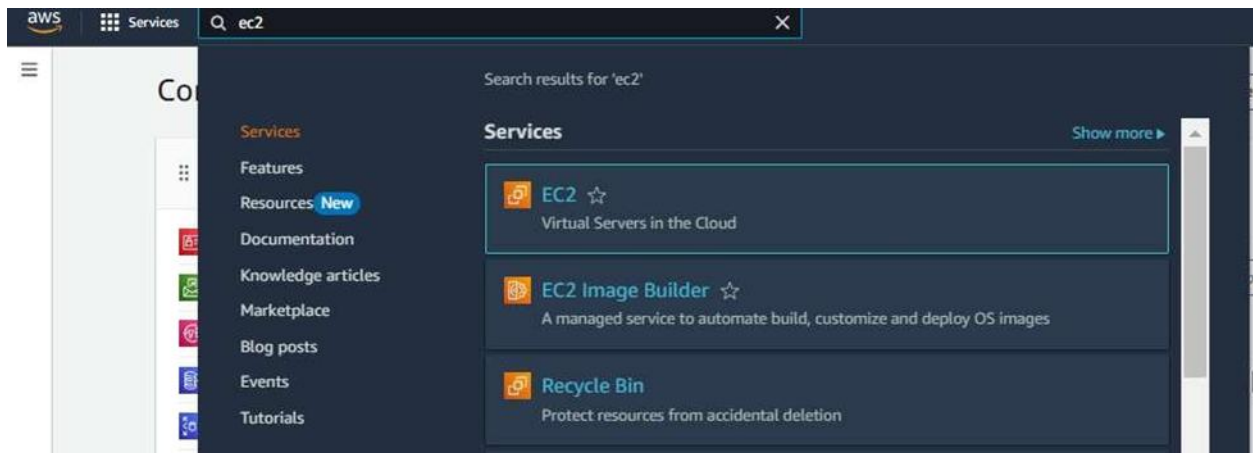 aws
Services
ec2
Search results for 'ec2'
Services
Features
Resources New
Documentation
Knowledge articles
Marketplace
Blog posts
Events
Tutorials
Services
Show more
EC2
Virtual Servers in the Cloud
EC2 Image Builder
A managed service to automate build, customize and deploy OS images
Recycle Bin
Protect resources from accidental deletion